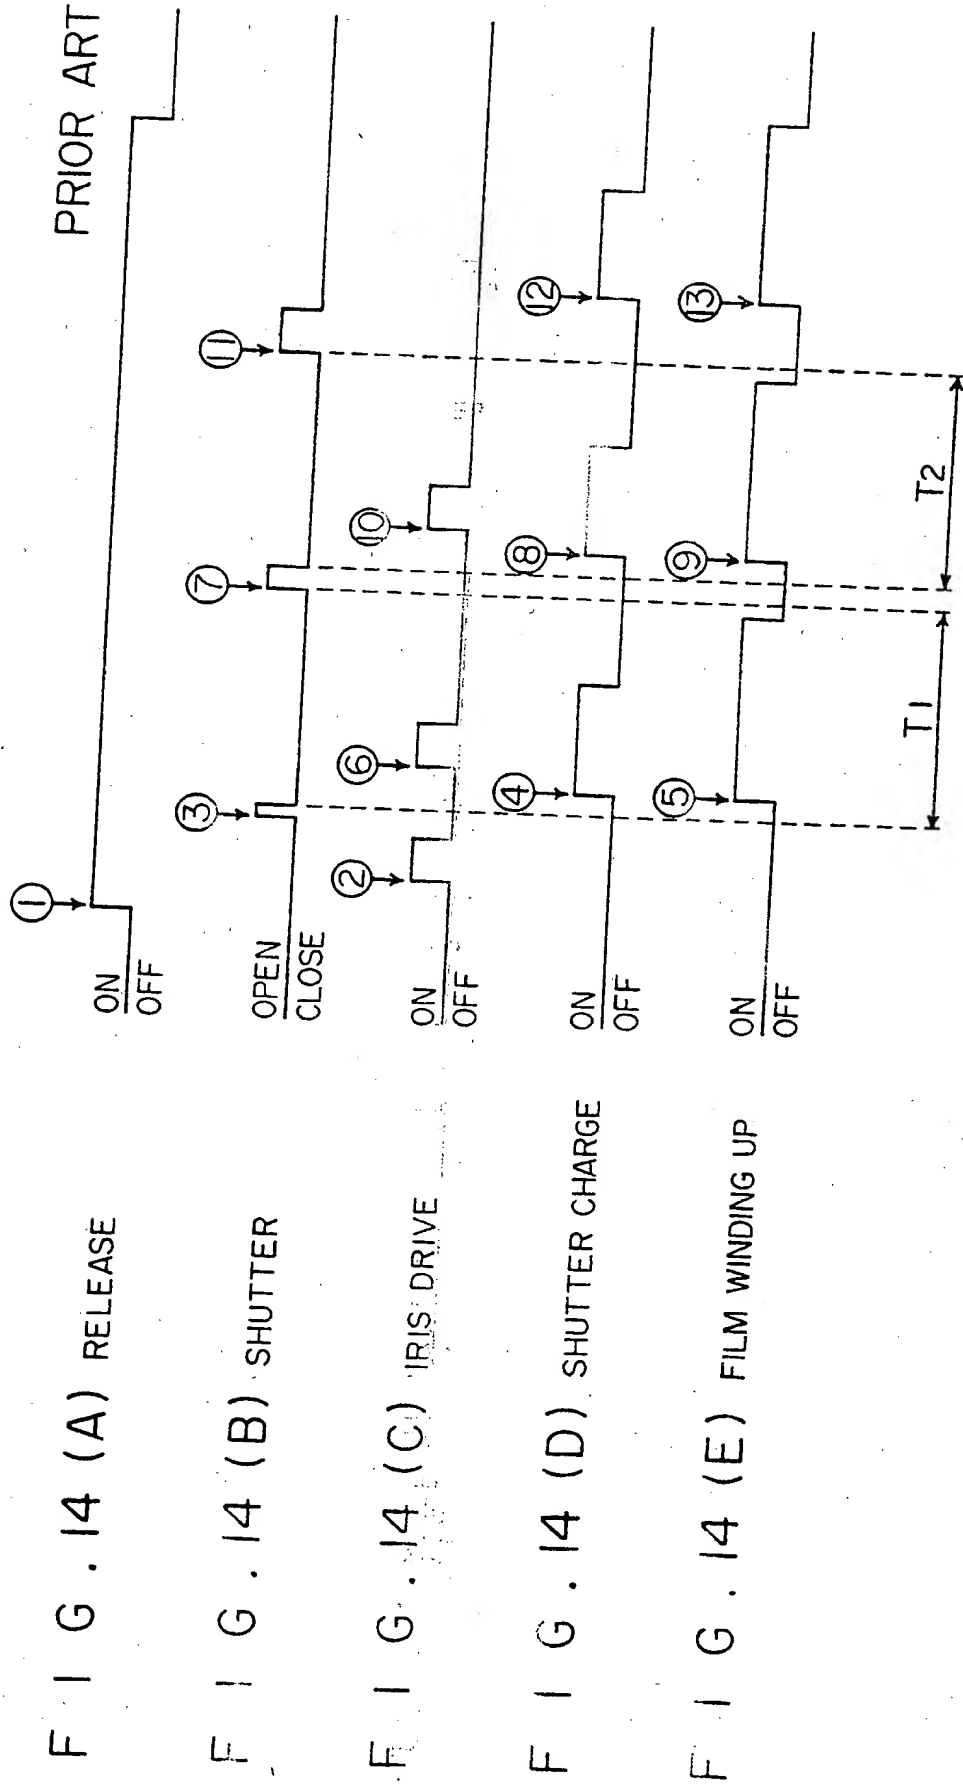 PRIOR ART
FIG. 14 (A) RELEASE
ON
OFF
①
FIG. 14 (B) SHUTTER
OPEN
CLOSE
③ ⑦ ⑪
FIG. 14 (C) IRIS DRIVE
ON
OFF
② ⑥ ⑩
FIG. 14 (D) SHUTTER CHARGE
ON
OFF
④ ⑧ ⑫
FIG. 14 (E) FILM WINDING UP
ON
OFF
⑤ ⑨ ⑬
T1 T2